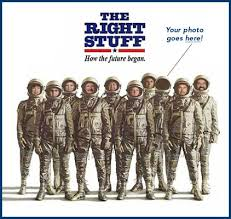 THE
RIGHT
STUFF
How the future began.
Your photo
goes here!